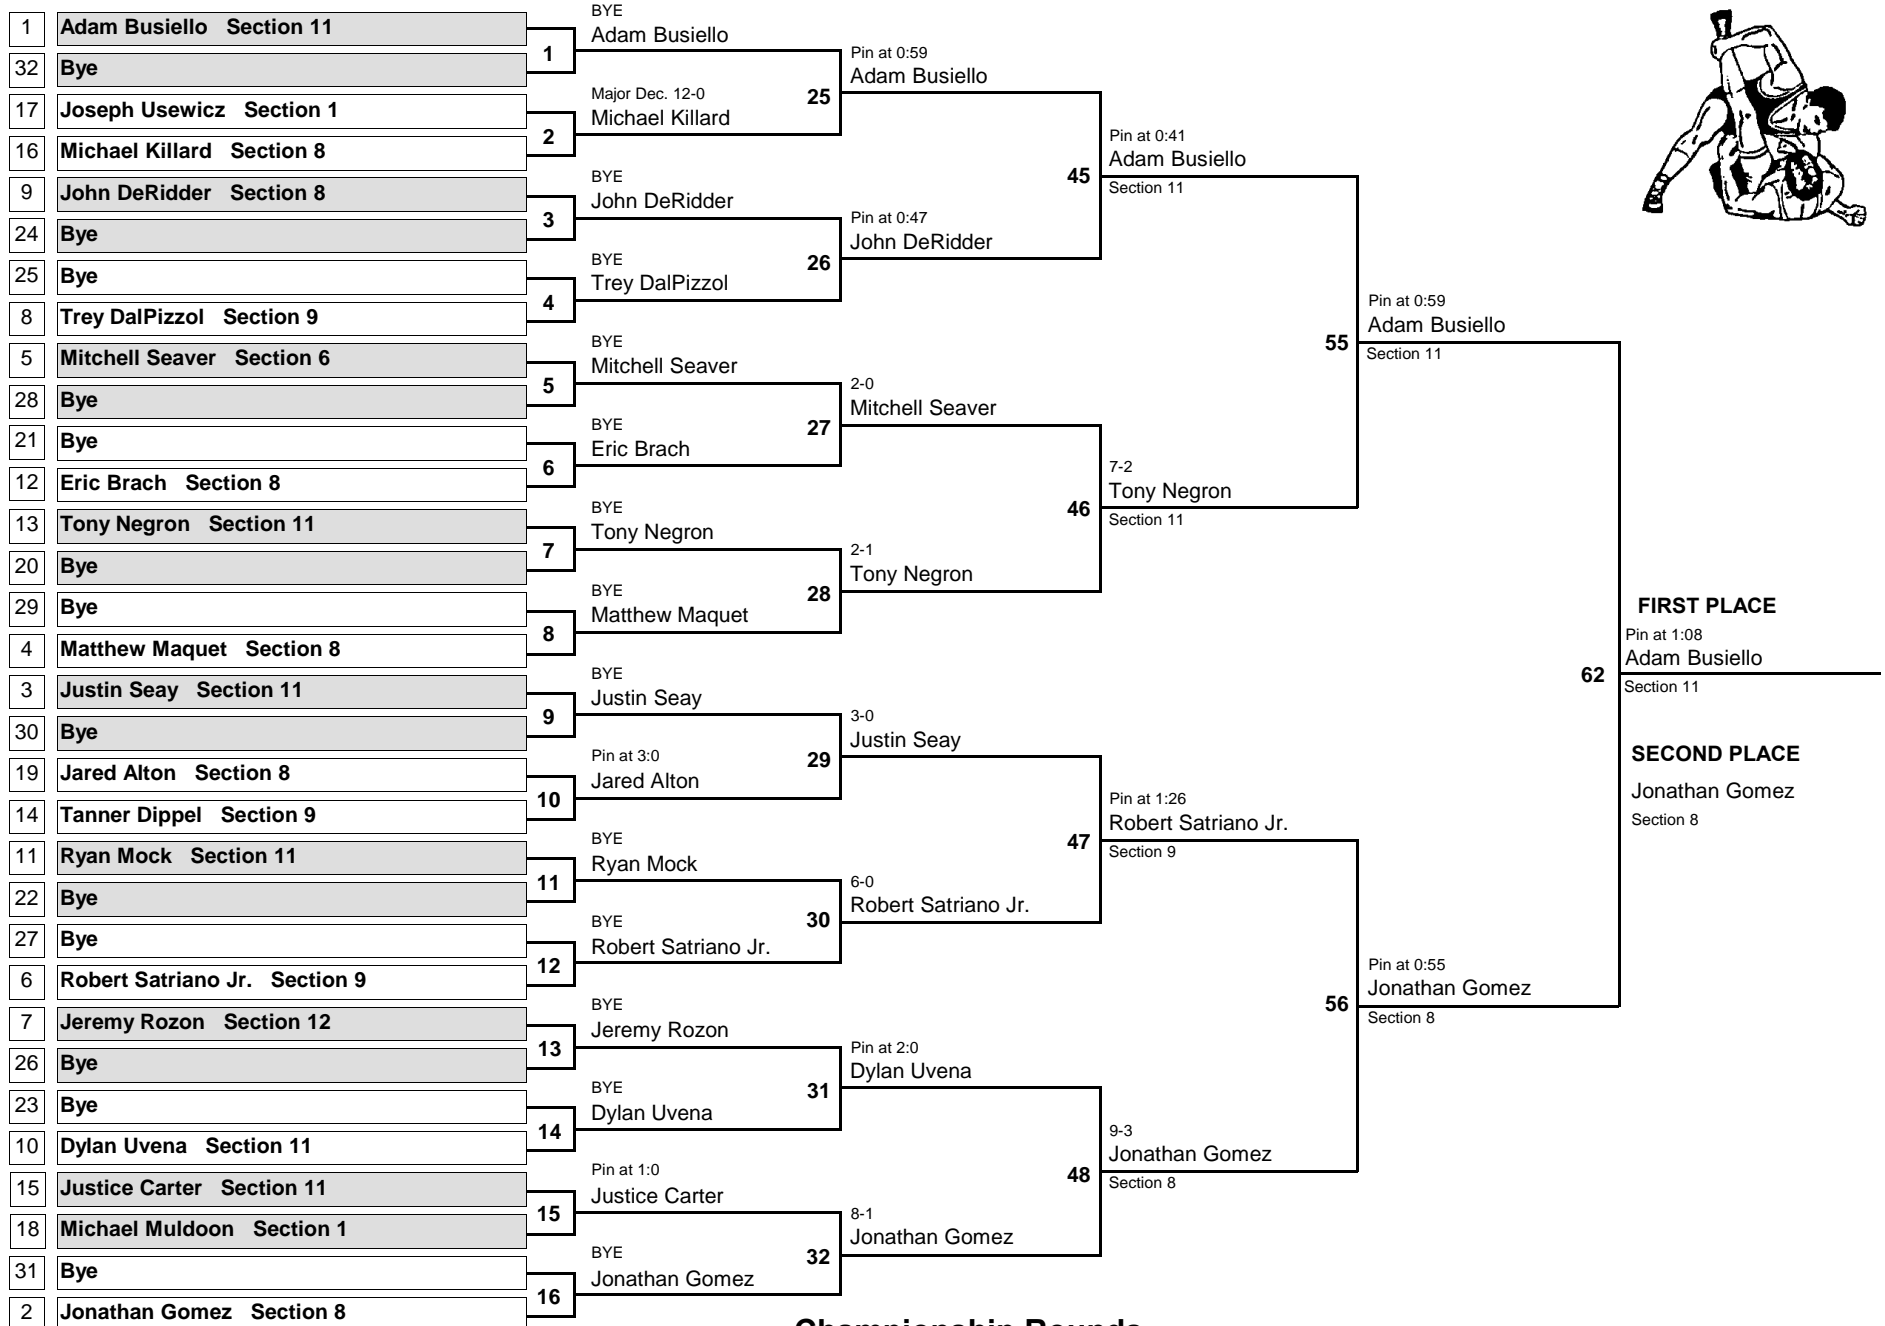 1 Adam Busiello Section 11
32 Bye
17 Joseph Usewicz Section 1
16 Michael Killard Section 8
9 John DeRidder Section 8
24 Bye
25 Bye
8 Trey DalPizzol Section 9
5 Mitchell Seaver Section 6
28 Bye
21 Bye
12 Eric Brach Section 8
13 Tony Negron Section 11
20 Bye
29 Bye
4 Matthew Maquet Section 8
3 Justin Seay Section 11
30 Bye
19 Jared Alton Section 8
14 Tanner Dippel Section 9
11 Ryan Mock Section 11
22 Bye
27 Bye
6 Robert Satriano Jr. Section 9
7 Jeremy Rozon Section 12
26 Bye
23 Bye
10 Dylan Uvena Section 11
15 Justice Carter Section 11
18 Michael Muldoon Section 1
31 Bye
2 Jonathan Gomez Section 8
1
2
3
4
5
6
7
8
9
10
11
12
13
14
15
16
BYE
Adam Busiello
Major Dec. 12-0
Michael Killard
BYE
John DeRidder
BYE
Trey DalPizzol
BYE
Mitchell Seaver
BYE
Eric Brach
BYE
Tony Negron
BYE
Matthew Maquet
BYE
Justin Seay
Pin at 3:0
Jared Alton
BYE
Ryan Mock
BYE
Robert Satriano Jr.
BYE
Jeremy Rozon
BYE
Dylan Uvena
Pin at 1:0
Justice Carter
BYE
Jonathan Gomez
25
26
27
28
29
30
31
32
Pin at 0:59
Adam Busiello
Pin at 0:47
John DeRidder
2-0
Mitchell Seaver
2-1
Tony Negron
3-0
Justin Seay
6-0
Robert Satriano Jr.
Pin at 2:0
Dylan Uvena
8-1
Jonathan Gomez
45
46
47
48
Pin at 0:41
Adam Busiello
Section 11
7-2
Tony Negron
Section 11
Pin at 1:26
Robert Satriano Jr.
Section 9
9-3
Jonathan Gomez
Section 8
55
56
Pin at 0:59
Adam Busiello
Section 11
Pin at 0:55
Jonathan Gomez
Section 8
62
FIRST PLACE
Pin at 1:08
Adam Busiello
Section 11
SECOND PLACE
Jonathan Gomez
Section 8
Championship Rounds